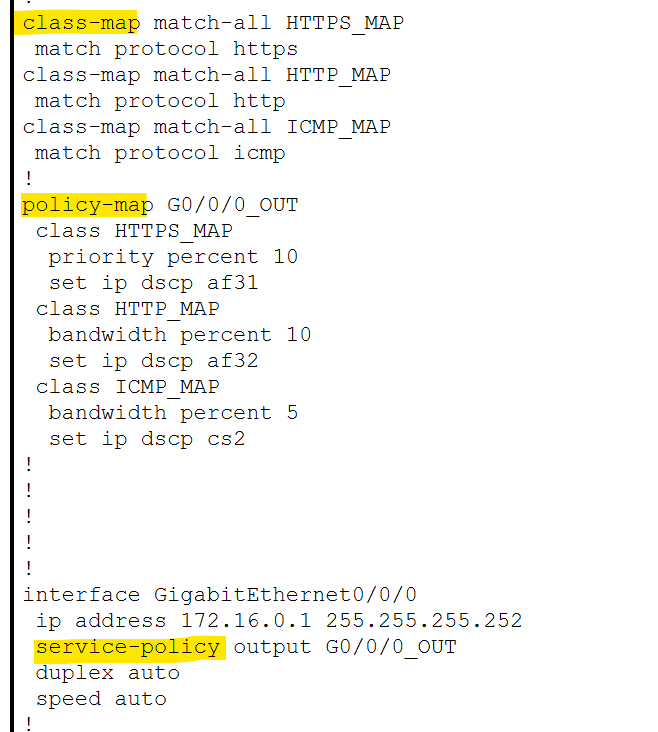 !
class-map match-all HTTPS_MAP
match protocol https
class-map match-all HTTP_MAP
match protocol http
class-map match-all ICMP_MAP
match protocol icmp
!
policy-map G0/0/0_OUT
class HTTPS_MAP
priority percent 10
set ip dscp af31
class HTTP_MAP
bandwidth percent 10
set ip dscp af32
class ICMP_MAP
bandwidth percent 5
set ip dscp cs2
!
!
!
!
!
interface GigabitEthernet0/0/0
ip address 172.16.0.1 255.255.255.252
service-policy output G0/0/0_OUT
duplex auto
speed auto
!